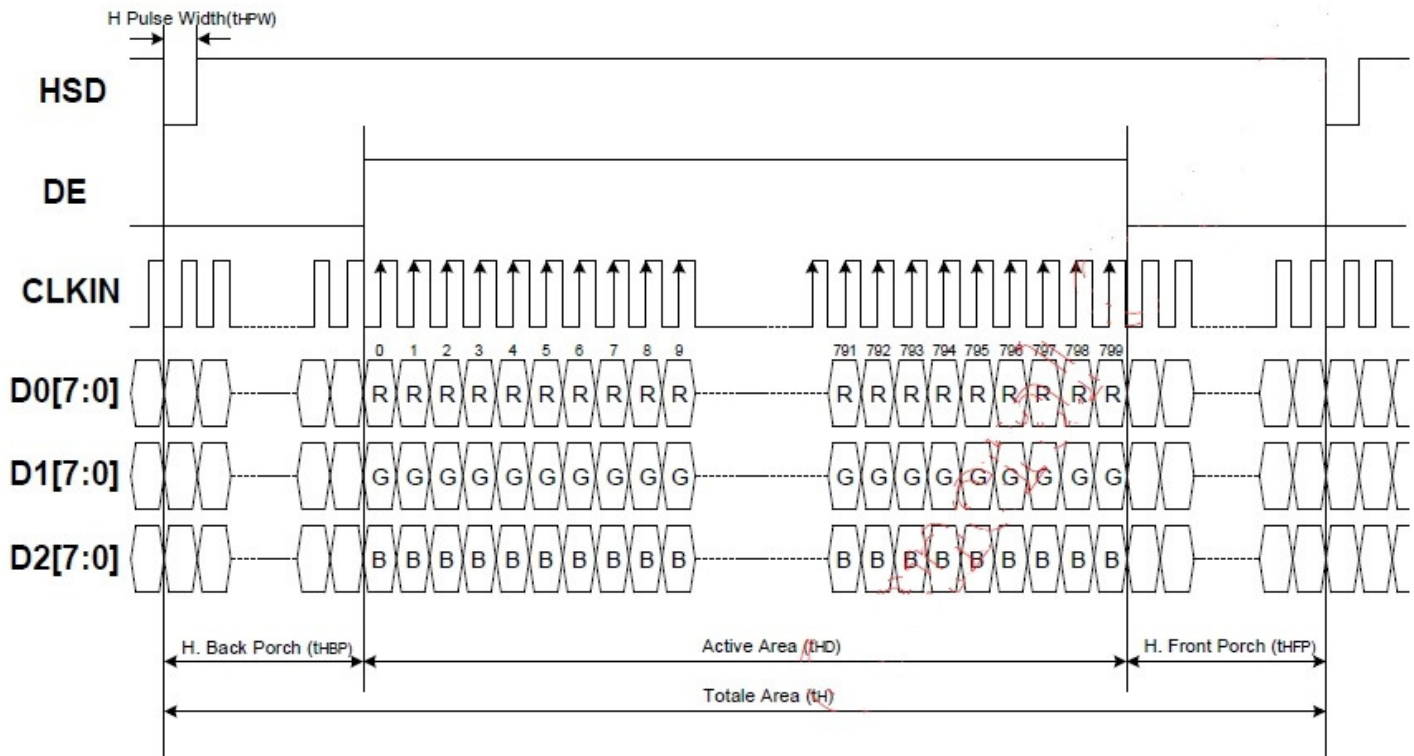 H Pulse Width(tHPW)
HSD
DE
CLKIN
0 1 2 3 4 5 6 7 8 9 791 792 793 794 795 796 797 798 799
D0[7:0] R R R R R R R R R R R R R R R R R R R
D1[7:0] G G G G G G G G G G G G G G G G G G G
D2[7:0] B B B B B B B B B B B B B B B B B B B
H. Back Porch (tHBP) Active Area (tHD) H. Front Porch (tHFP)
Totale Area (tH)